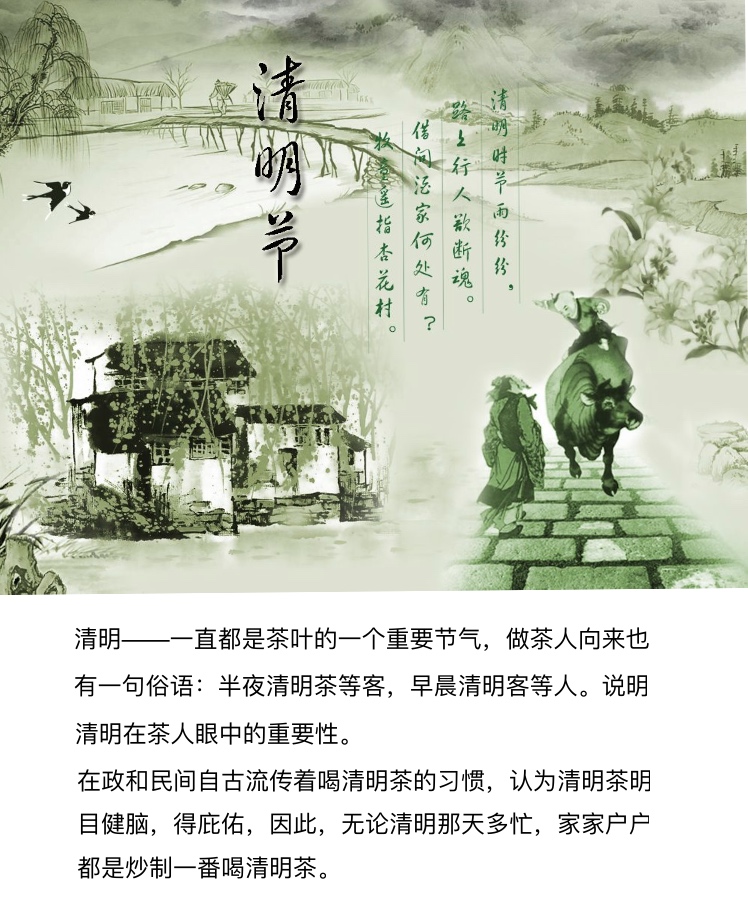 清明节
清明时节雨纷纷，
路上行人欲断魂。
借问酒家何处有？
牧童遥指杏花村。
清明——一直都是茶叶的一个重要节气，做茶人向来也
有一句俗语：半夜清明茶等客，早晨清明客等人。说明
清明在茶人眼中的重要性。
在政和民间自古流传着喝清明茶的习惯，认为清明茶明
目健脑，得庇佑，因此，无论清明那天多忙，家家户户
都是炒制一番喝清明茶。